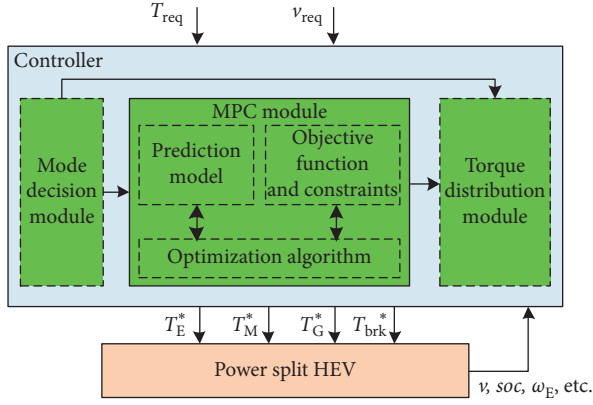 T_req v_req
Controller
MPC module
Mode
decision
module
Prediction
model
Objective
function
and constraints
Optimization algorithm
Torque
distribution
module
T_E^* T_M^* T_G^* T_brk^*
Power split HEV
v, soc, ω_E, etc.